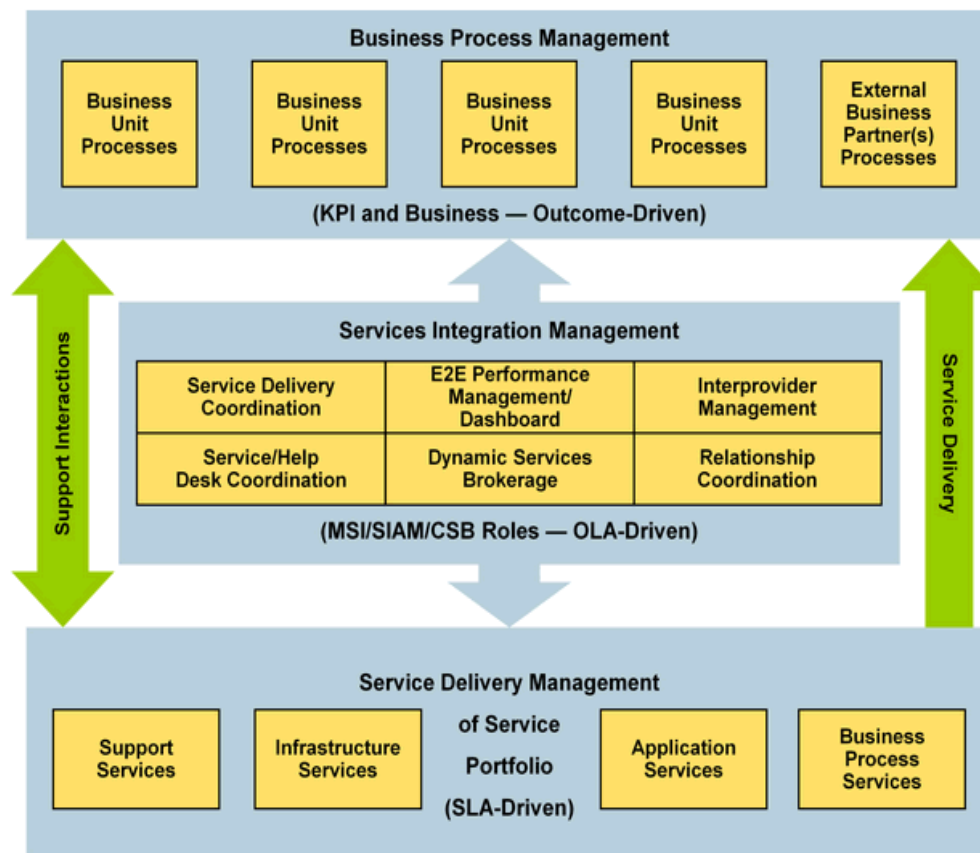 Business Process Management
Business
Unit
Processes
Business
Unit
Processes
Business
Unit
Processes
Business
Unit
Processes
External
Business
Partner(s)
Processes
(KPI and Business — Outcome-Driven)
Support Interactions
Services Integration Management
Service Delivery
Coordination
E2E Performance
Management/
Dashboard
Interprovider
Management
Service/Help
Desk Coordination
Dynamic Services
Brokerage
Relationship
Coordination
(MSI/SIAM/CSB Roles — OLA-Driven)
Service Delivery
Service Delivery Management
of Service
Portfolio
(SLA-Driven)
Support
Services
Infrastructure
Services
Application
Services
Business
Process
Services